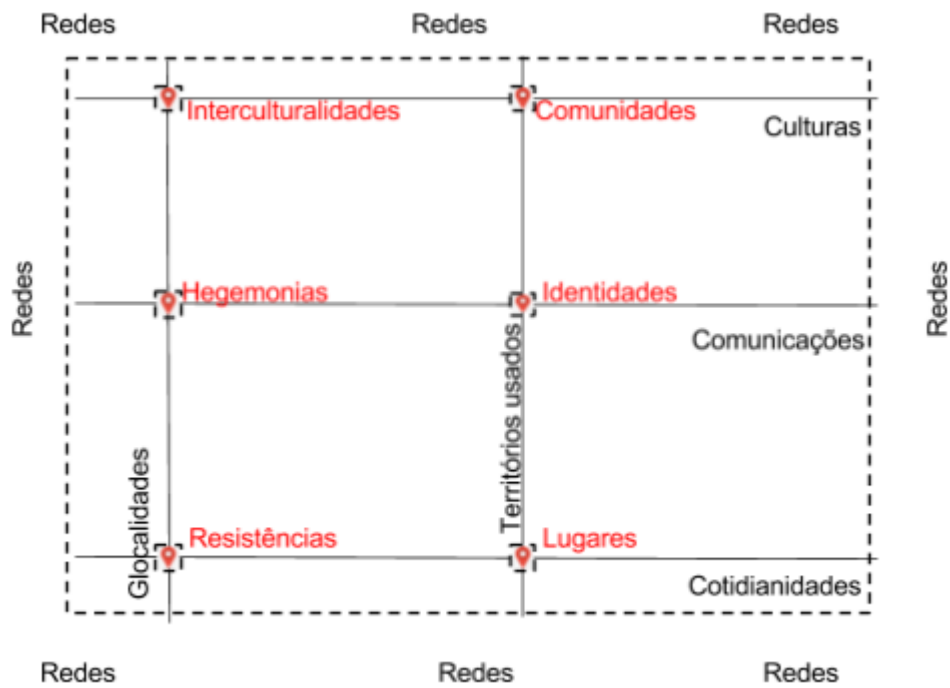 Redes
Redes
Redes
Interculturalidades
Comunidades
Culturas
Redes
Hegemonias
Identidades
Redes
Comunicações
Territórios usados
Glocalidades
Resistências
Lugares
Cotidianidades
Redes
Redes
Redes